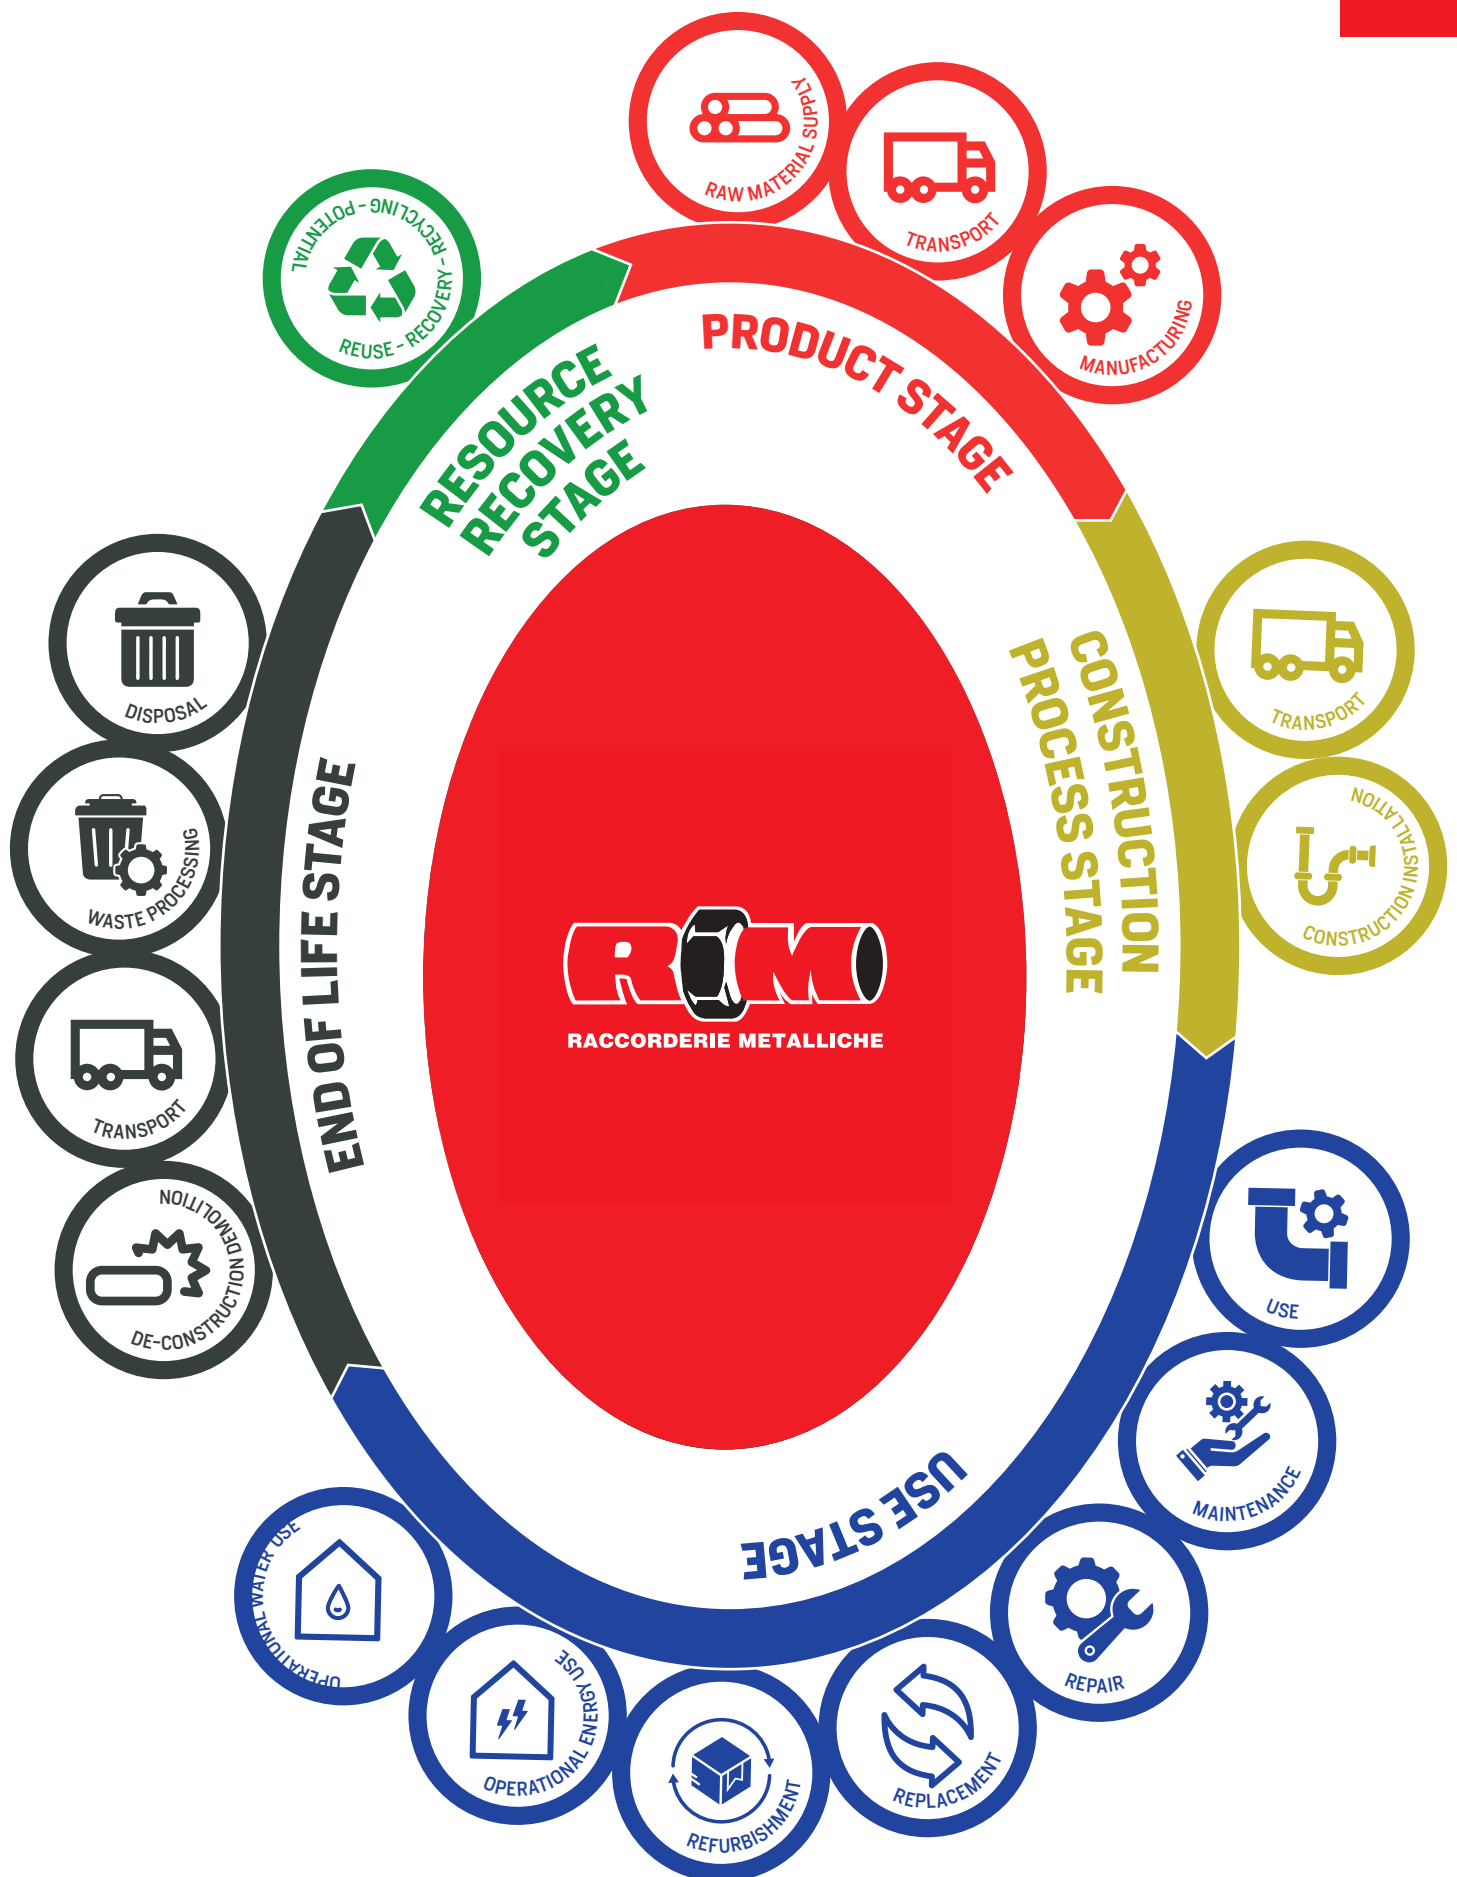 RAW MATERIAL SUPPLY
TRANSPORT
MANUFACTURING
PRODUCT STAGE
TRANSPORT
CONSTRUCTION INSTALLATION
CONSTRUCTION
PROCESS STAGE
USE
MAINTENANCE
REPAIR
REPLACEMENT
REFURBISHMENT
OPERATIONAL ENERGY USE
OPERATIONAL WATER USE
USE STAGE
DE-CONSTRUCTION DEMOLITION
TRANSPORT
WASTE PROCESSING
DISPOSAL
END OF LIFE STAGE
REUSE - RECOVERY - RECYCLING - POTENTIAL
RESOURCE
RECOVERY
STAGE
RM
RACCORDERIE METALLICHE